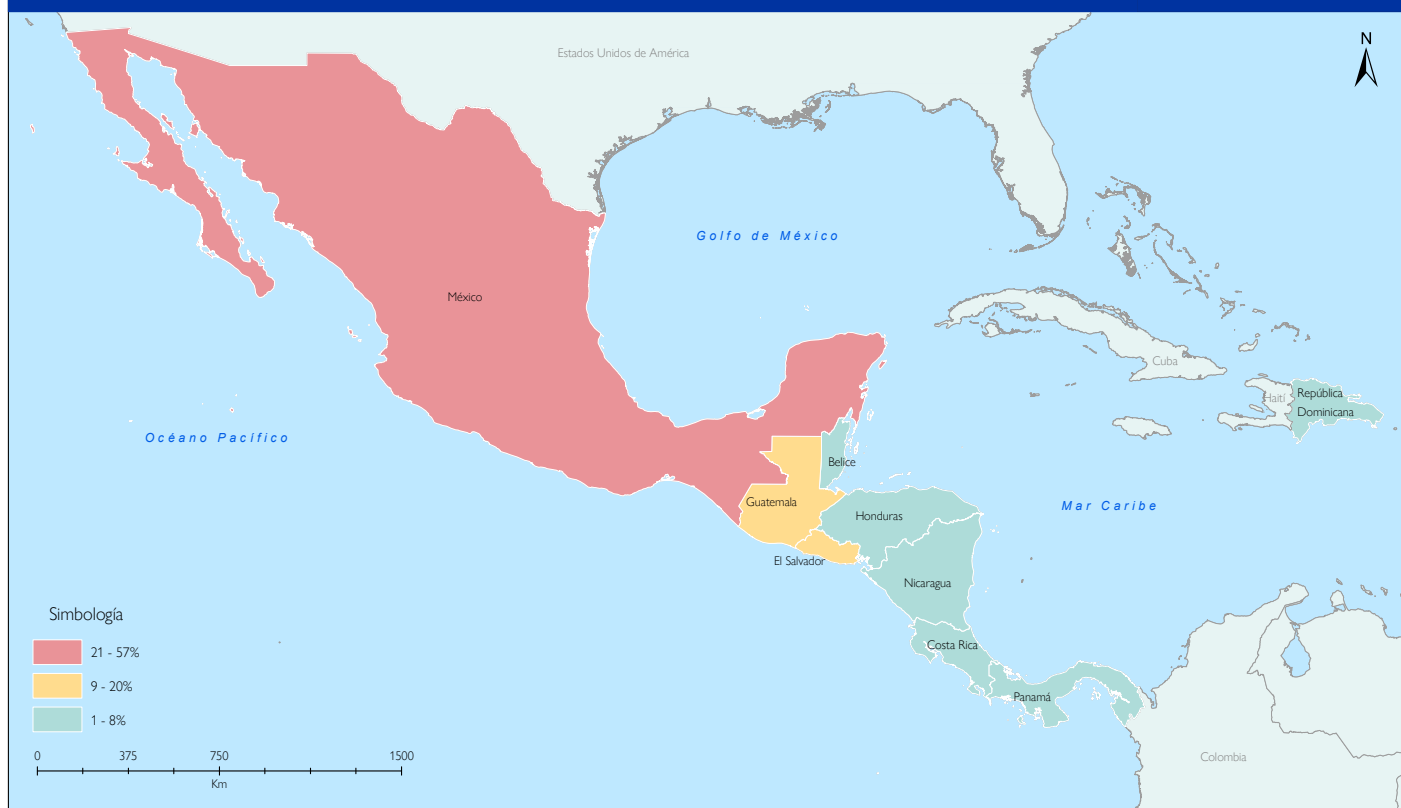 Estados Unidos de América
N
Golfo de México
México
Cuba
Haití
República
Dominicana
Océano Pacífico
Belice
Guatemala
Honduras
Mar Caribe
El Salvador
Nicaragua
Costa Rica
Panamá
Colombia
Simbología
21 - 57%
9 - 20%
1 - 8%
0 375 750 1500
Km